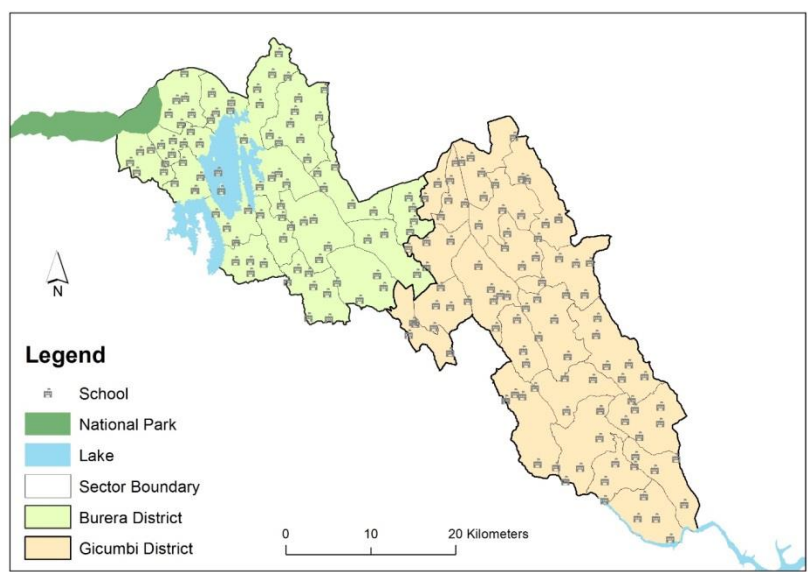 N
Legend
School
National Park
Lake
Sector Boundary
Burera District
Gicumbi District
0 10 20 Kilometers